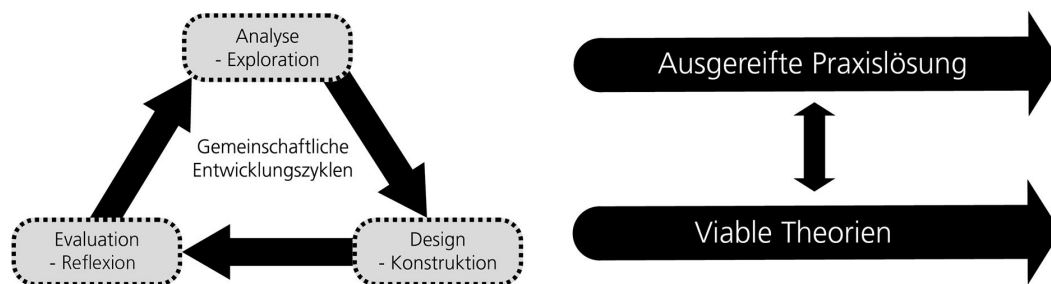 Analyse
- Exploration
Gemeinschaftliche
Entwicklungszyklen
Evaluation
- Reflexion
Design
- Konstruktion
Ausgereifte Praxislösung
Viable Theorien